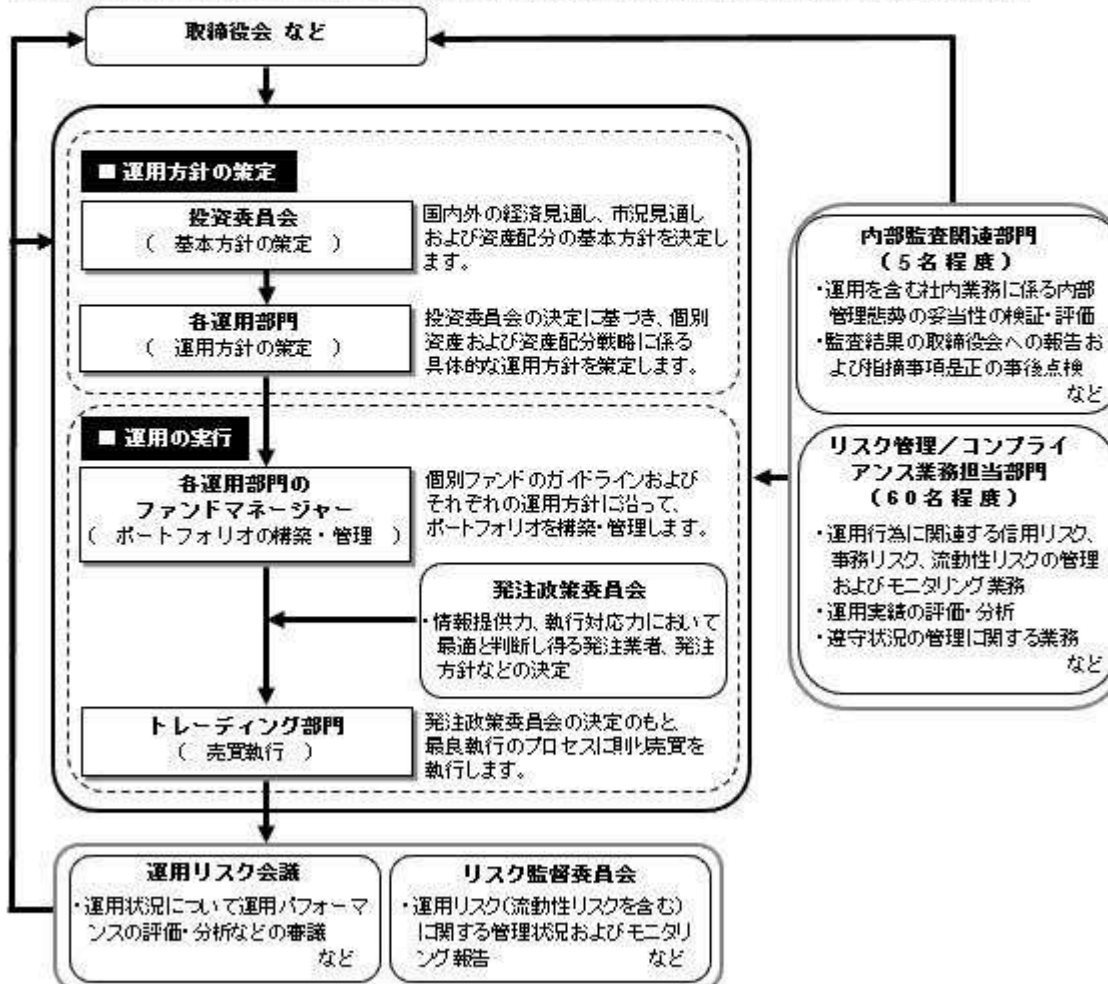 取締役会 など
■ 運用方針の策定
投資委員会
( 基本方針の策定 )
国内外の経済見通し、市況見通し
および資産配分の基本方針を決定し
ます。
各運用部門
( 運用方針の策定 )
投資委員会の決定に基づき、個別
資産および資産配分戦略に係る
具体的な運用方針を策定します。
■ 運用の実行
各運用部門の
ファンドマネージャー
( ポートフォリオの構築・管理 )
個別ファンドのガイドラインおよび
それぞれの運用方針に沿って、
ポートフォリオを構築・管理します。
発注政策委員会
・情報提供力、執行対応力において
最適と判断し得る発注業者、発注
方針などの決定
トレーディング部門
( 売買執行 )
発注政策委員会の決定のもと、
最良執行のプロセスに則り売買を
執行します。
内部監査関連部門
(5名程度)
・運用を含む社内業務に係る内部
管理態勢の妥当性の検証・評価
・監査結果の取締役会への報告お
よび指摘事項是正の事後点検
など
リスク管理/コンプライ
アンス業務担当部門
(60名程度)
・運用行為に関連する信用リスク、
事務リスク、流動性リスクの管理
およびモニタリング業務
・運用実績の評価・分析
・遵守状況の管理に関する業務
など
運用リスク会議
・運用状況について運用パフォーマ
ンスの評価・分析などの審議
など
リスク監督委員会
・運用リスク(流動性リスクを含む)
に関する管理状況およびモニタリ
ング報告 など